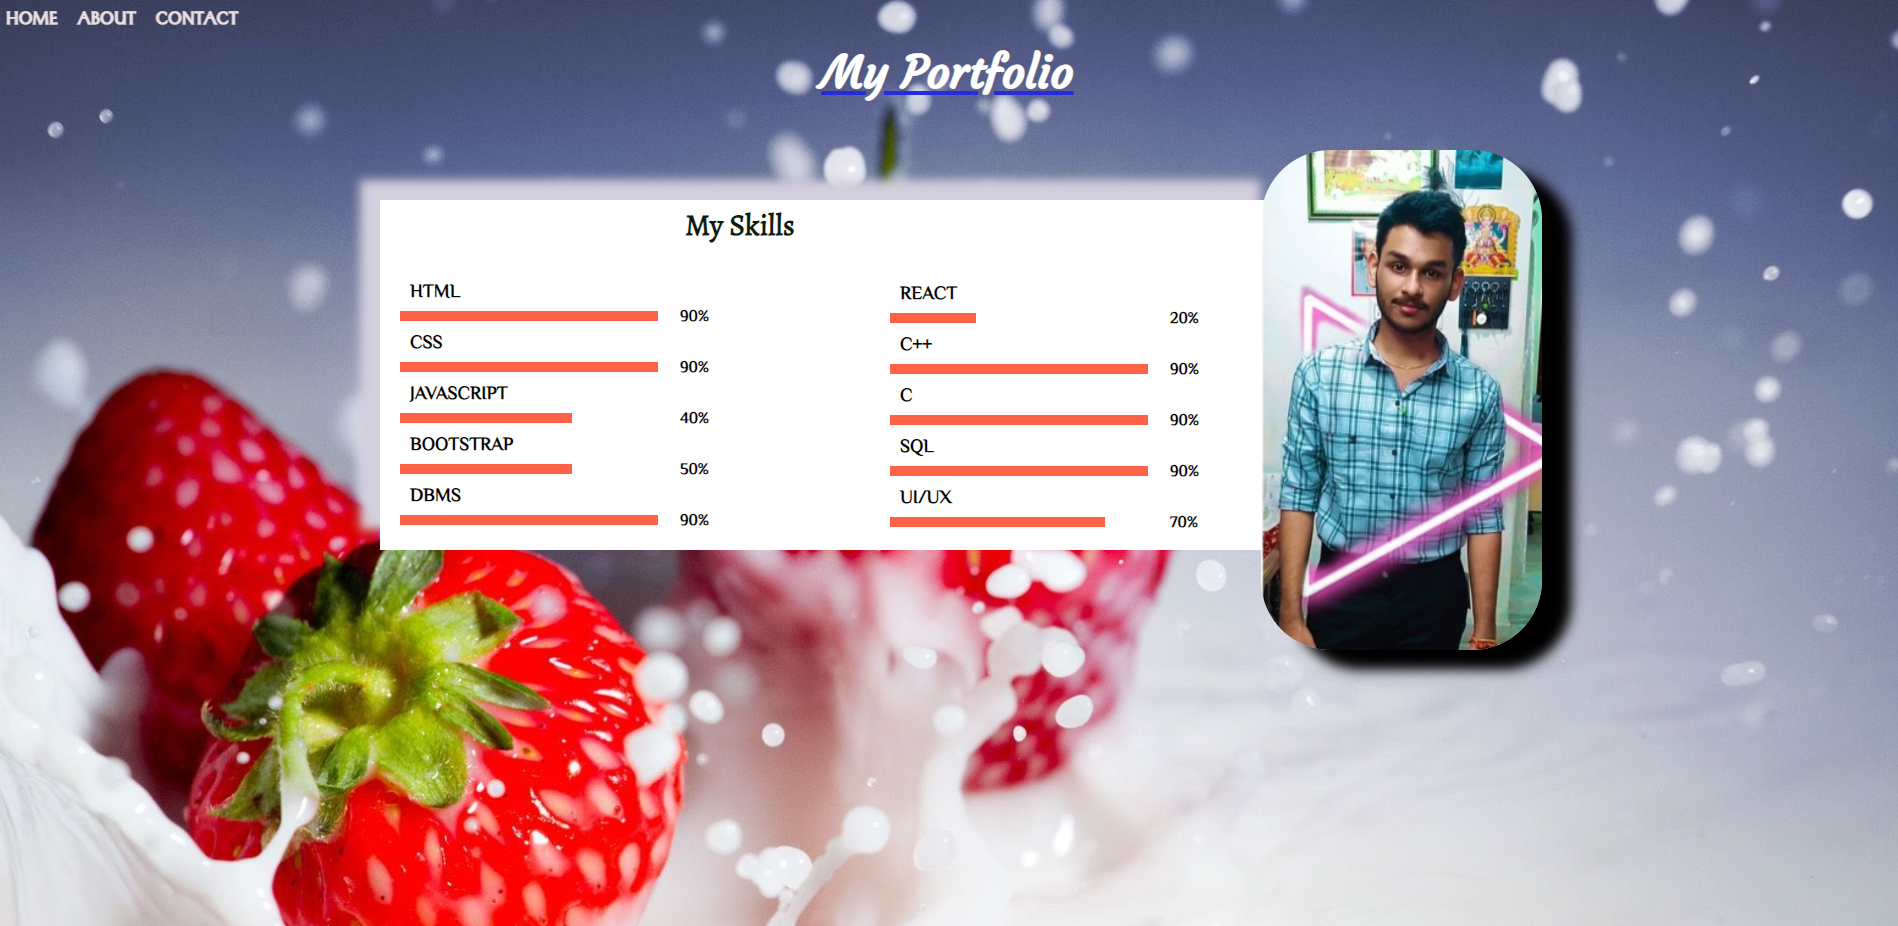 HOME ABOUT CONTACT
My Portfolio
My Skills
HTML
90%
CSS
90%
JAVASCRIPT
40%
BOOTSTRAP
50%
DBMS
90%
REACT
20%
C++
90%
C
90%
SQL
90%
UI/UX
70%